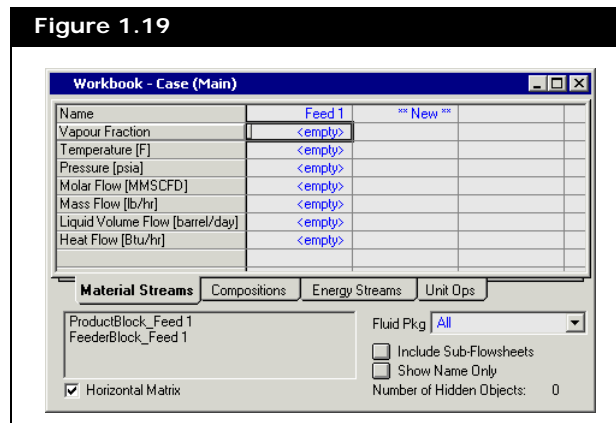 Figure 1.19
Workbook - Case (Main)
Name Feed 1 ** New **
Vapour Fraction <empty>
Temperature [F] <empty>
Pressure [psia] <empty>
Molar Flow [MMSCFD] <empty>
Mass Flow [lb/hr] <empty>
Liquid Volume Flow [barrel/day] <empty>
Heat Flow [Btu/hr] <empty>
Material Streams Compositions Energy Streams Unit Ops
ProductBlock_Feed 1
FeederBlock_Feed 1
Fluid Pkg All
Include Sub-Flowsheets
Show Name Only
Horizontal Matrix
Number of Hidden Objects: 0